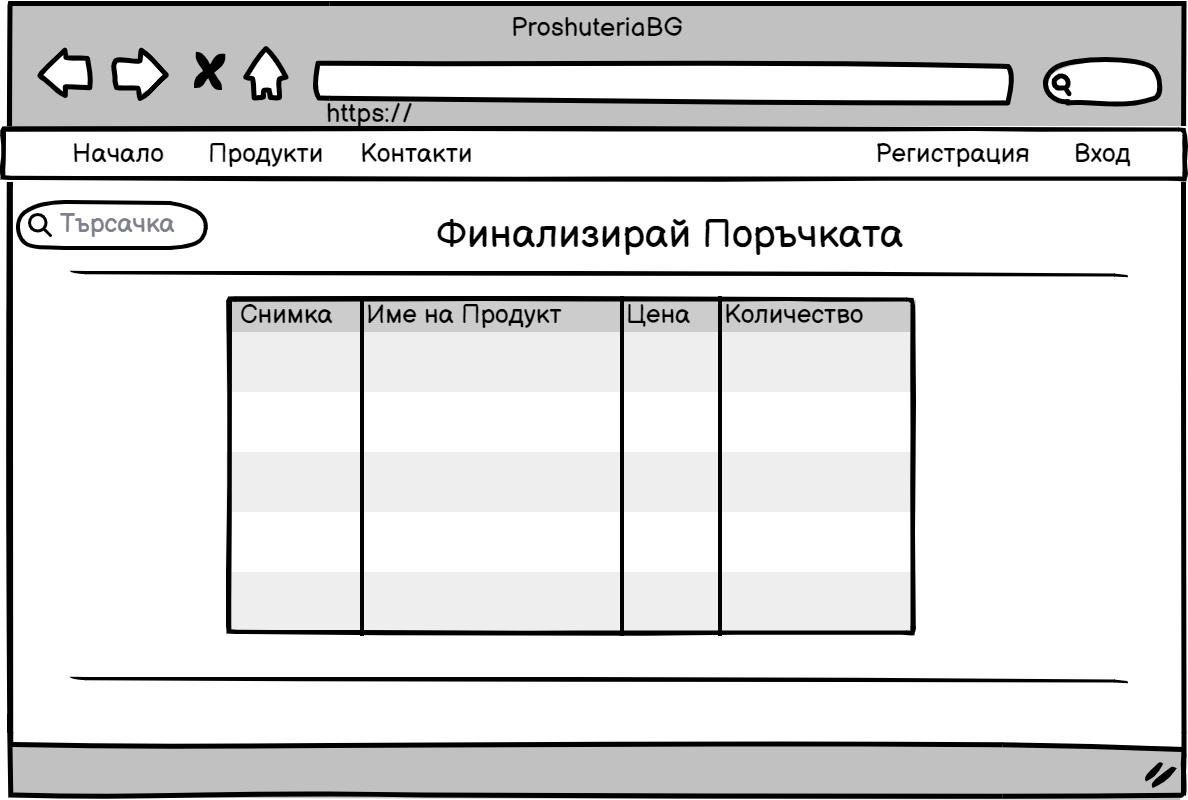 ProshuteriaBG
https://
Начало Продукти Контакти Регистрация Вход
Търсачка
Финализирай Поръчката
Снимка Име на Продукт Цена Количество